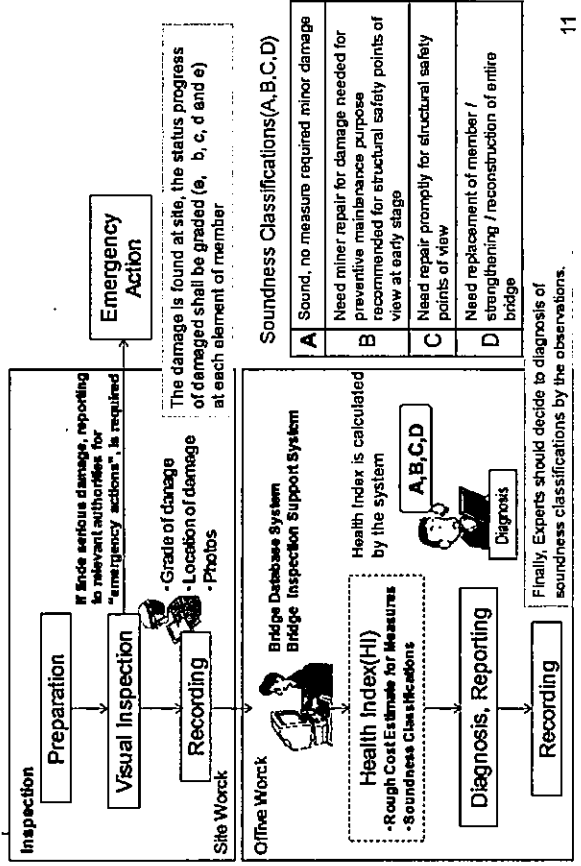 Inspection
Preparation
If finds serious damage, reporting
to relevant authorities for
"emergency actions", is required
Visual Inspection
Emergency
Action
Recording
• Grade of danage
• Location of damage
• Photos
The damage is found at site, the status progress
of damaged shall be graded (a, b, c, d and e)
at each element of member
Site Worck
Offive Worck
Bridge Database System
Bridge Inspection Support System
Health Index(HI)
• Rough Cost Estimate for Measures
• Soundness Classifications
Health Index is calculated
by the system
A,B,C,D
Diagnosis
Diagnosis, Reporting
Recording
Finally, Experts should decide to diagnosis of
soundness classifications by the observations.
Soundness Classifications(A,B,C,D)
A Sound, no measure required minor damage
B Need miner repair for damage needed for
preventive maintenance purpose
recommended for structural safety points of
view at early stage
C Need repair promptly for structural safety
points of view
D Need replacement of member /
strengthening / reconstruction of entire
bridge
11